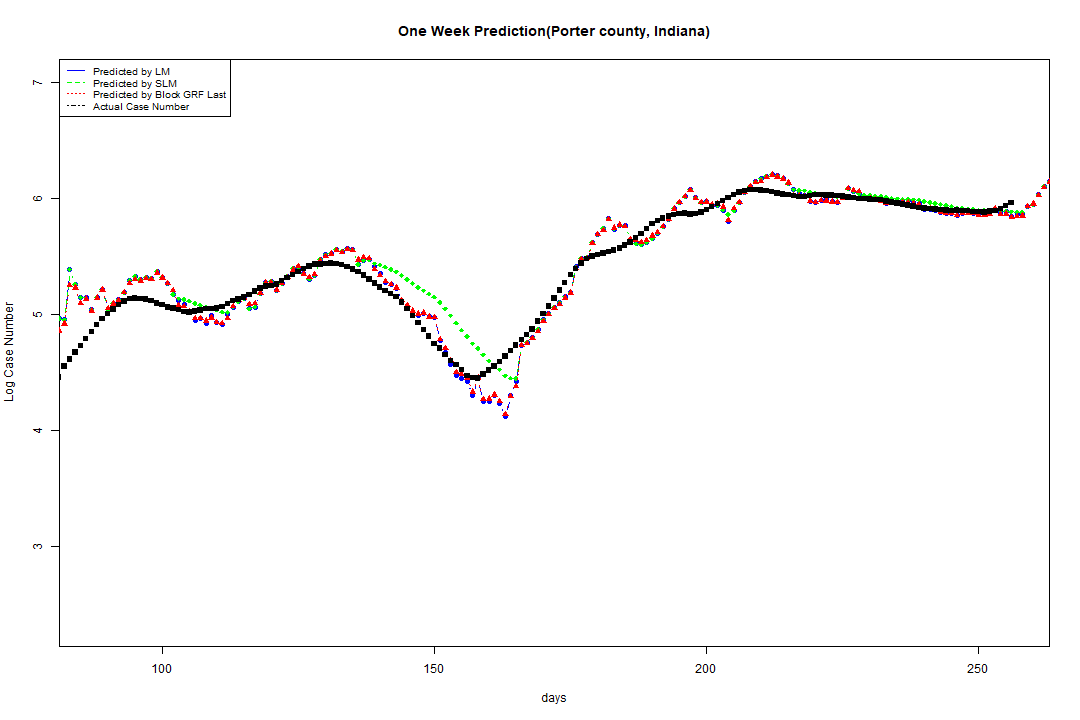 One Week Prediction(Porter county, Indiana)
Predicted by LM
Predicted by SLM
Predicted by Block GRF Last
Actual Case Number
7
6
5
4
3
Log Case Number
100
150
200
250
days